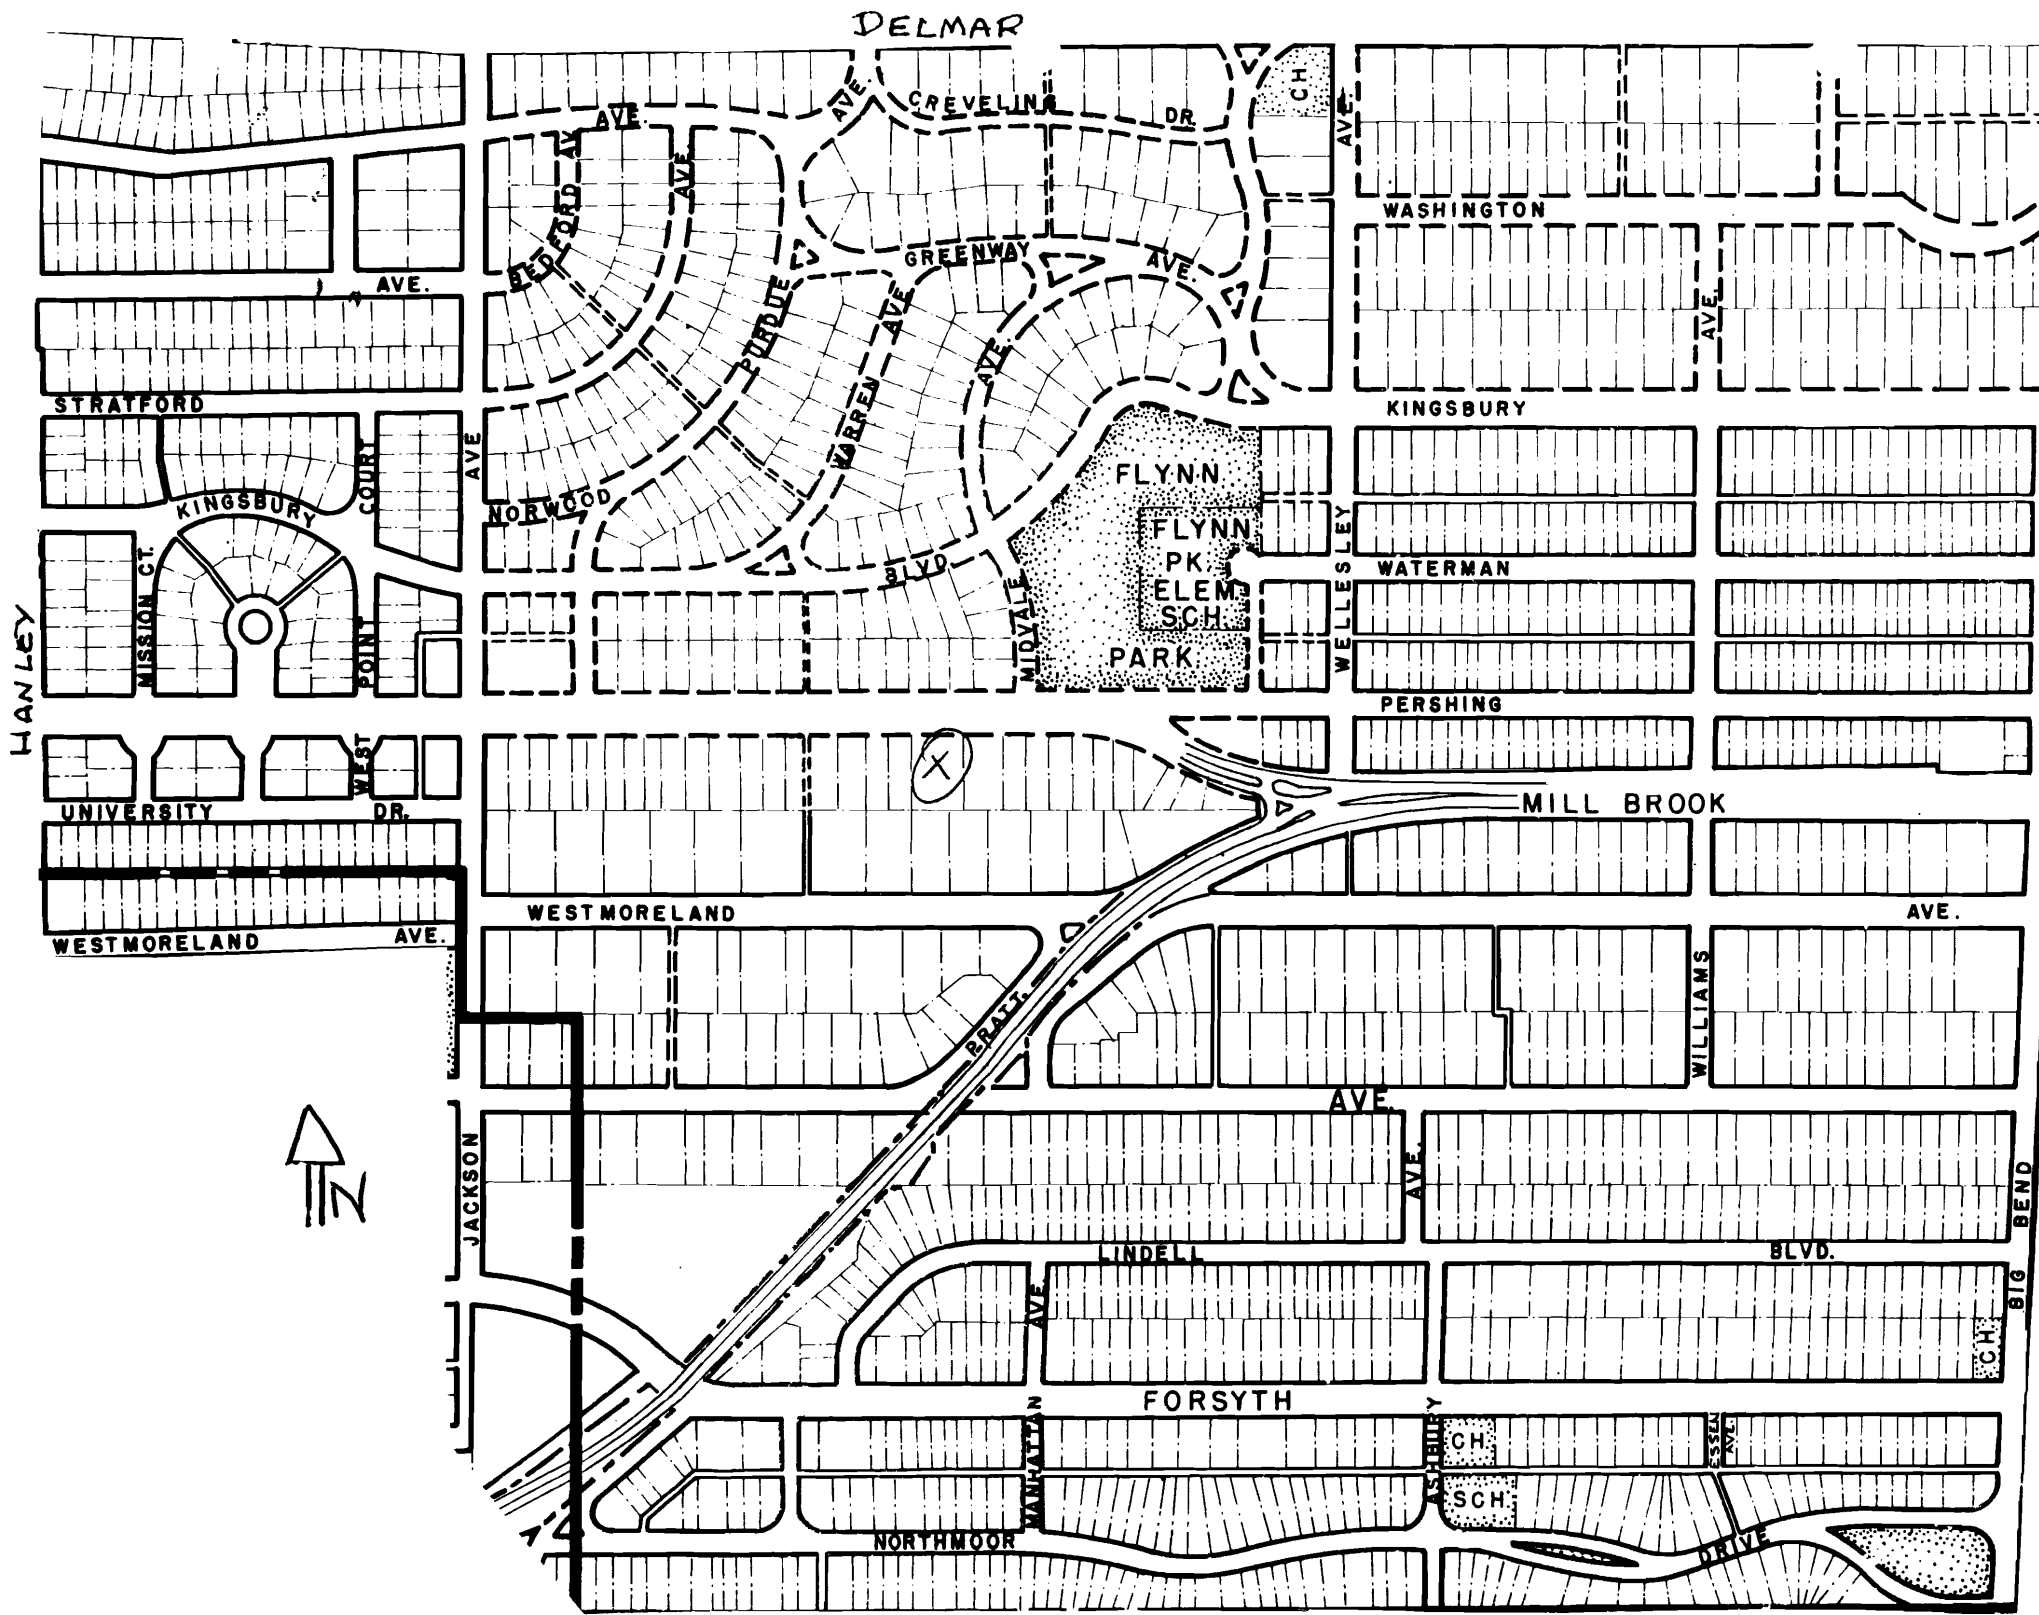 DELMAR
CH
AVE.
CREVELING
DR.
AVE.
AVE.
BEDFORD AV.
AVE.
WASHINGTON
GREENWAY
AVE.
AVE.
PURDUE
WARREN AVE.
AVE.
AVE.
STRATFORD
KINGSBURY
COURT
AVE
FLYNN
KINGSBURY
NORWOOD
FLYNN
PK.
ELEM.
SCH.
PARK
WELLESLEY
WATERMAN
BLVD.
MISSION CT.
POINT
MIDVALE
HANLEY
PERSHING
WEST
X
UNIVERSITY
DR.
MILL BROOK
WESTMORELAND
AVE.
WESTMORELAND
AVE.
WILLIAMS
PRATT
AVE.
N
JACKSON
AVE.
BIG BEND
LINDELL
BLVD.
AVE.
CH
FORSYTH
MANHATTAN
ASHBURY
CH.
ESSEN AVE.
SCH.
NORTHMOOR
DRIVE